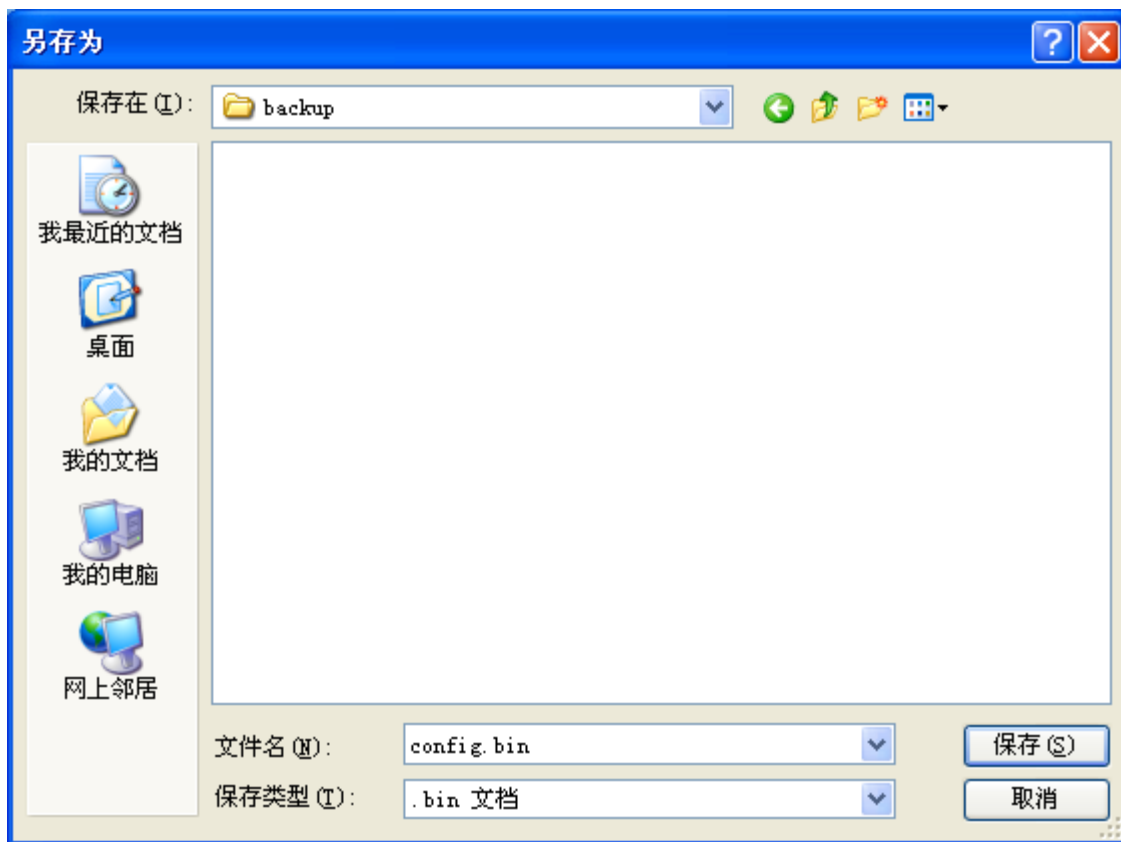 另存为
保存在(I):
backup
我最近的文档
桌面
我的文档
我的电脑
网上邻居
文件名(N):
config.bin
保存(S)
保存类型(T):
.bin 文档
取消